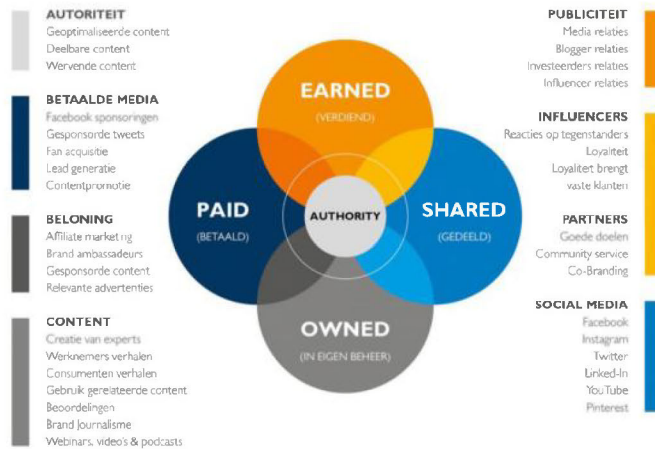 AUTORITEIT
Geoptimaliseerde content
Deelbare content
Wervende content
BETAALDE MEDIA
Facebook sponsoringen
Gesponsorde tweets
Fan acquisitie
Lead generatie
Contentpromotie
BELONING
Affiliate marketing
Brand ambassadeurs
Gesponsorde content
Relevante advertenties
CONTENT
Creatie van experts
Werknemers verhalen
Consumenten verhalen
Gebruik gerelateerde content
Beoordelingen
Brand Journalisme
Webinars, video's & podcasts
EARNED
(VERDIEND)
PAID
(BETAALD)
AUTHORITY
SHARED
(GEDEELD)
OWNED
(IN EIGEN BEHEER)
PUBLICITEIT
Media relaties
Blogger relaties
Investeerders relaties
Influencer relaties
INFLUENCERS
Reacties op tegenstanders
Loyaliteit
Loyaliteit brengt
vaste klanten
PARTNERS
Goede doelen
Community service
Co-Branding
SOCIAL MEDIA
Facebook
Instagram
Twitter
Linked-In
YouTube
Pinterest